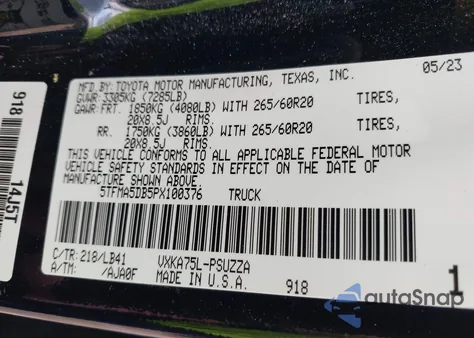 MFD.BY: TOYOTA MOTOR MANUFACTURING, TEXAS, INC. 05/23
GVWR: 3305KG (7285LB)
GAWR: FRT. 1850KG (4080LB) WITH 265/60R20 TIRES,
20X8.5J RIMS.
RR. 1750KG (3860LB) WITH 265/60R20 TIRES,
20X8.5J RIMS.
THIS VEHICLE CONFORMS TO ALL APPLICABLE FEDERAL MOTOR
VEHICLE SAFETY STANDARDS IN EFFECT ON THE DATE OF
MANUFACTURE SHOWN ABOVE.
5TFMA5DB5PX100376 TRUCK
C/TR: 218/LB41 VXKA75L-PSUZZA
A/TM: /AJA0F MADE IN U.S.A. 918 1
918 14J5T
autoSnap